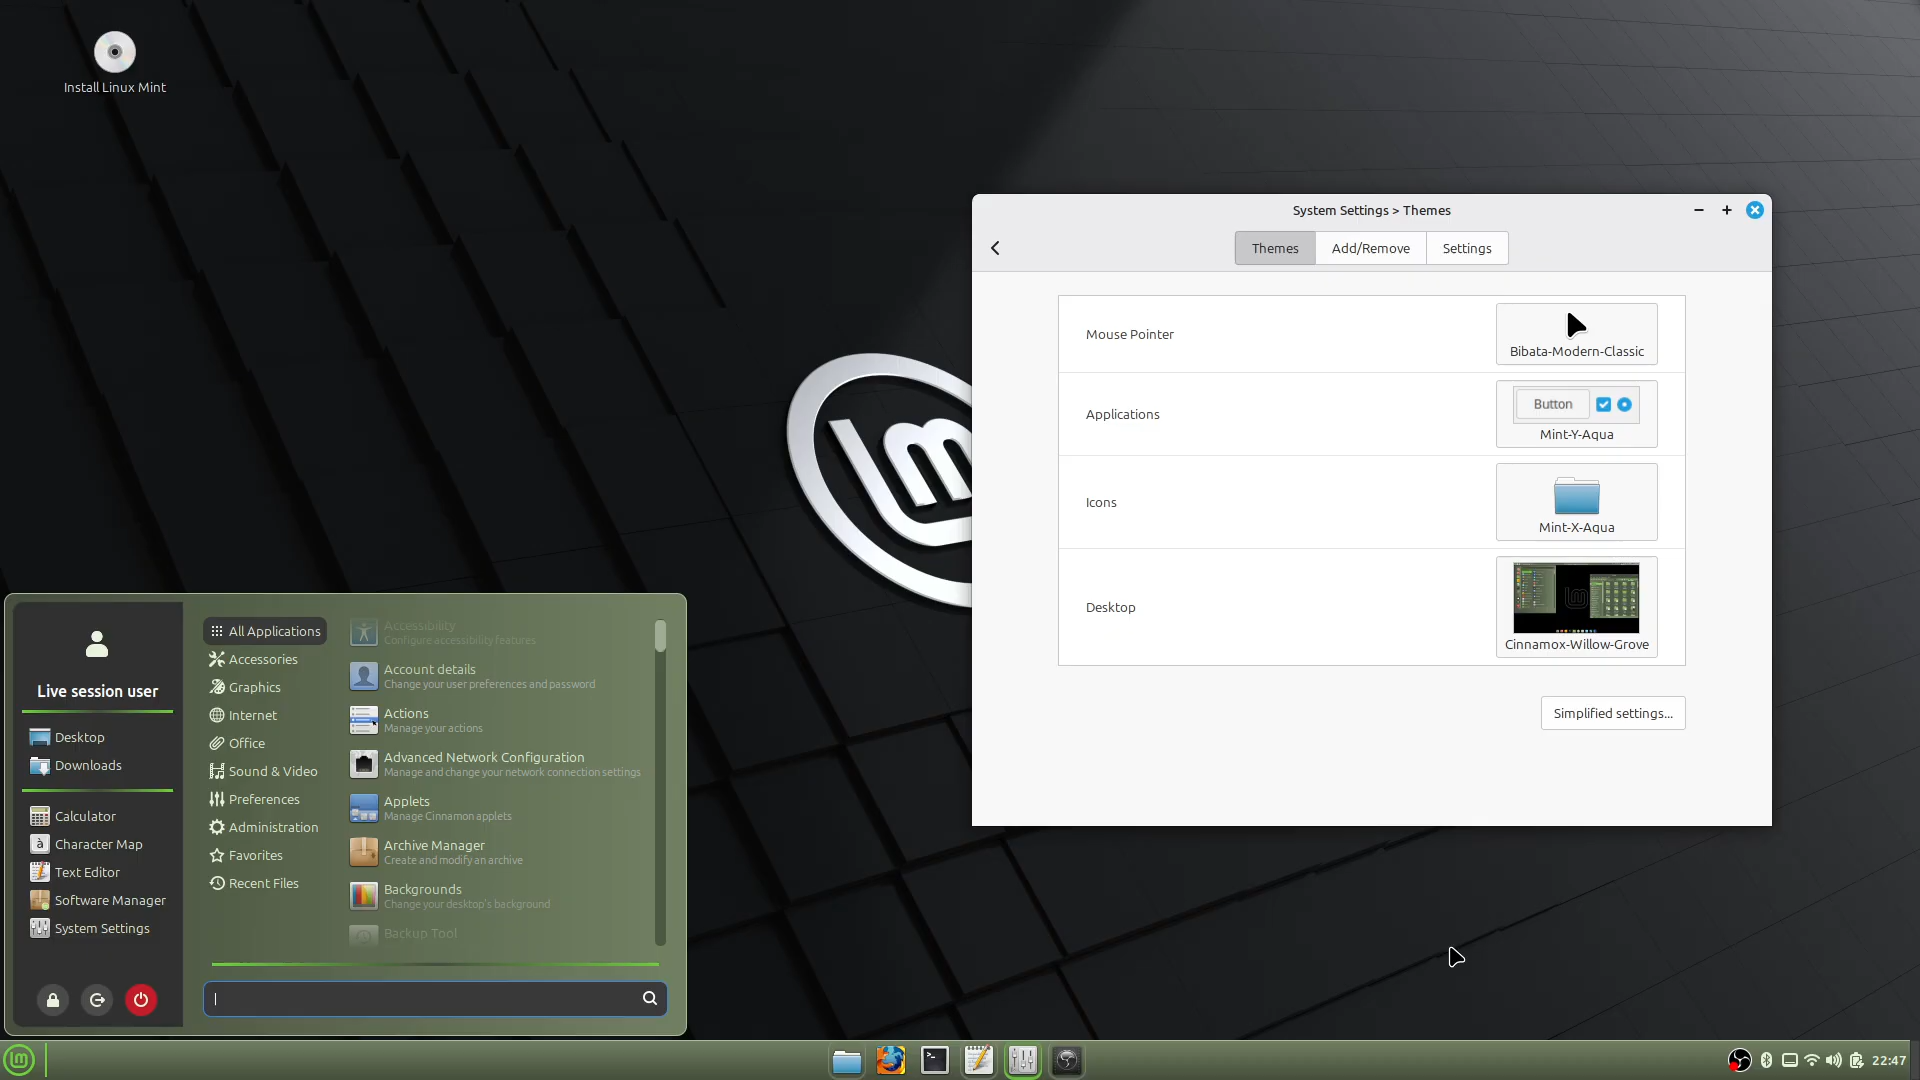 Install Linux Mint
System Settings > Themes
Themes
Add/Remove
Settings
Mouse Pointer
Bibata-Modern-Classic
Applications
Button
Mint-Y-Aqua
Icons
Mint-X-Aqua
Desktop
Cinnamox-Willow-Grove
Simplified settings...
Live session user
Desktop
Downloads
Calculator
Character Map
Text Editor
Software Manager
System Settings
All Applications
Accessories
Graphics
Internet
Office
Sound & Video
Preferences
Administration
Favorites
Recent Files
Accessibility
Configure accessibility features
Account details
Change your user preferences and password
Actions
Manage your actions
Advanced Network Configuration
Manage and change your network connection settings
Applets
Manage Cinnamon applets
Archive Manager
Create and modify an archive
Backgrounds
Change your desktop's background
Backup Tool
22:47